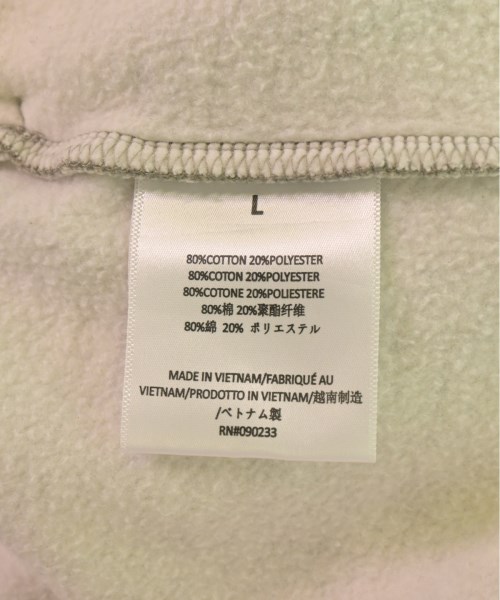 L
80%COTTON 20%POLYESTER
80%COTON 20%POLYESTER
80%COTONE 20%POLIESTERE
80%棉 20%聚酯纤维
80%綿 20% ポリエステル
MADE IN VIETNAM/FABRIQUÉ AU
VIETNAM/PRODOTTO IN VIETNAM/越南制造
/ベトナム製
RN#090233